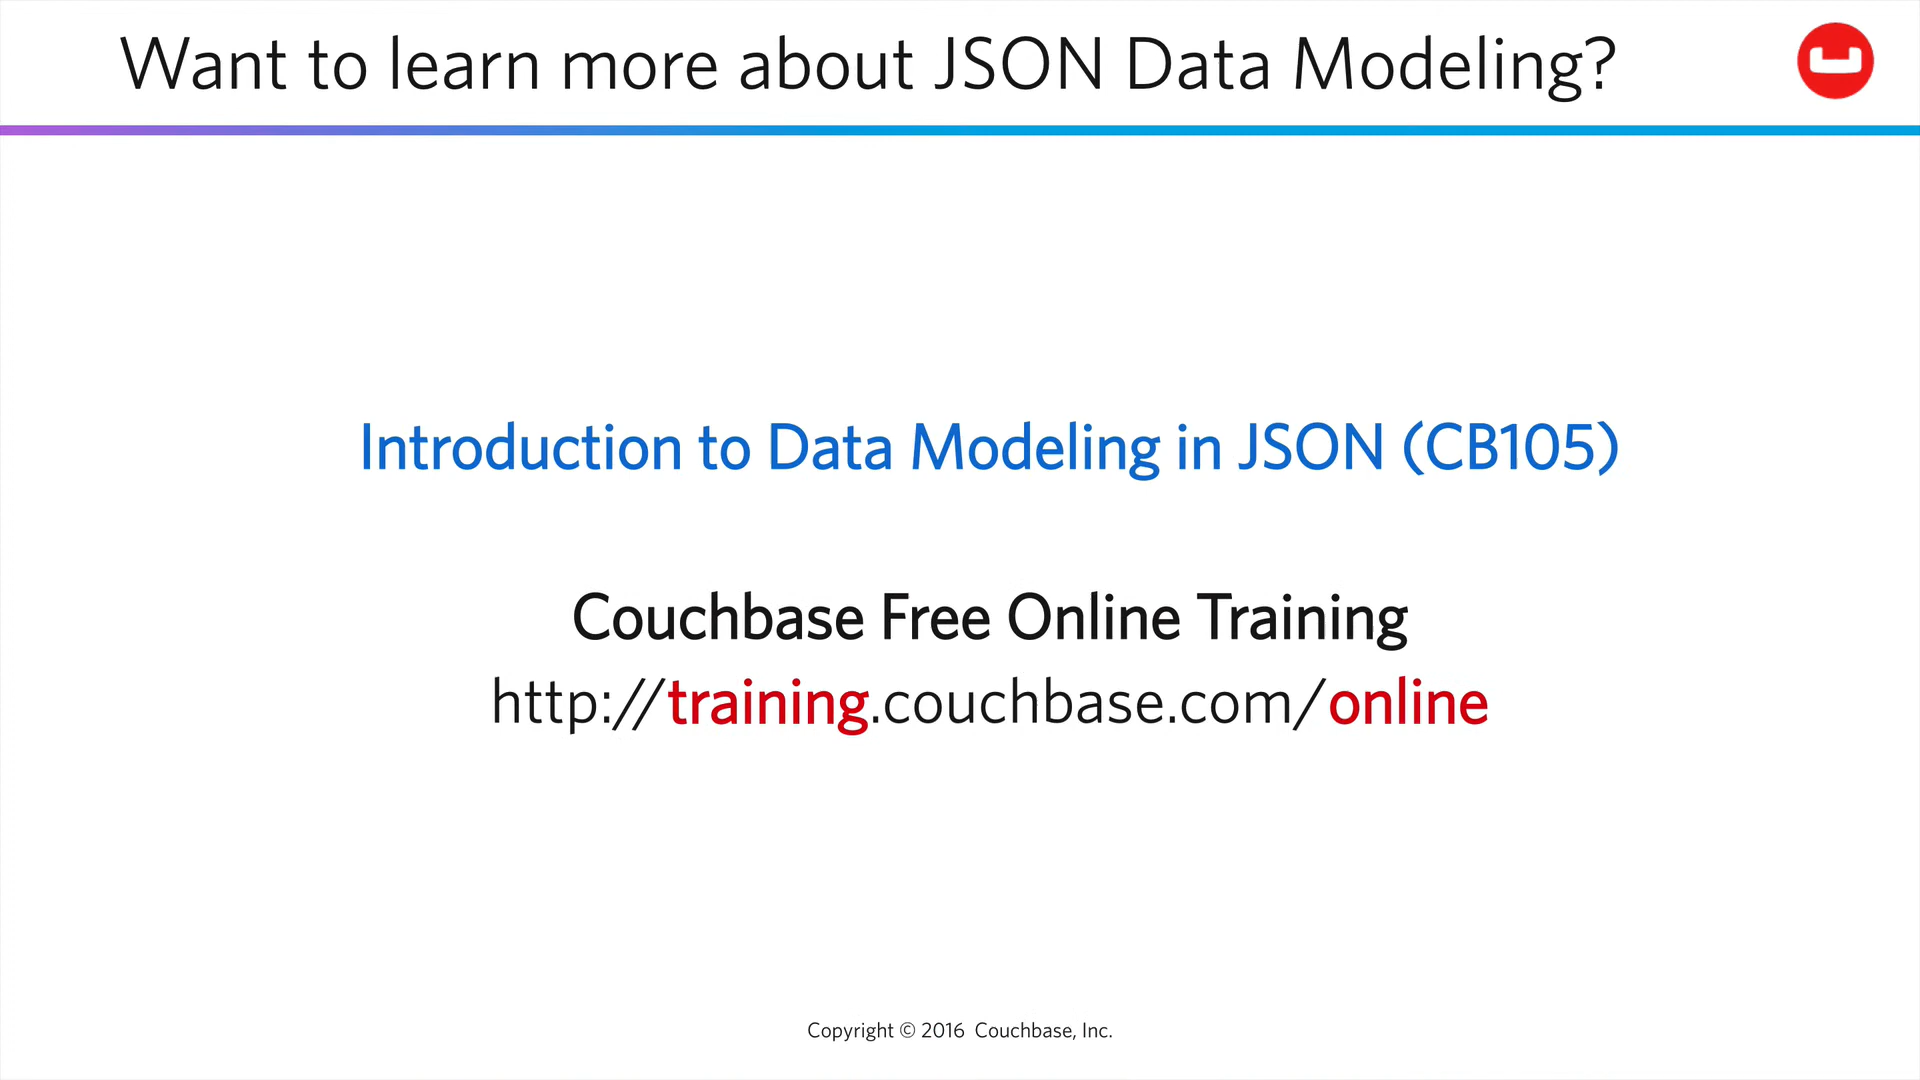 Want to learn more about JSON Data Modeling?
Introduction to Data Modeling in JSON (CB105)
Couchbase Free Online Training
http://training.couchbase.com/online
Copyright © 2016 Couchbase, Inc.